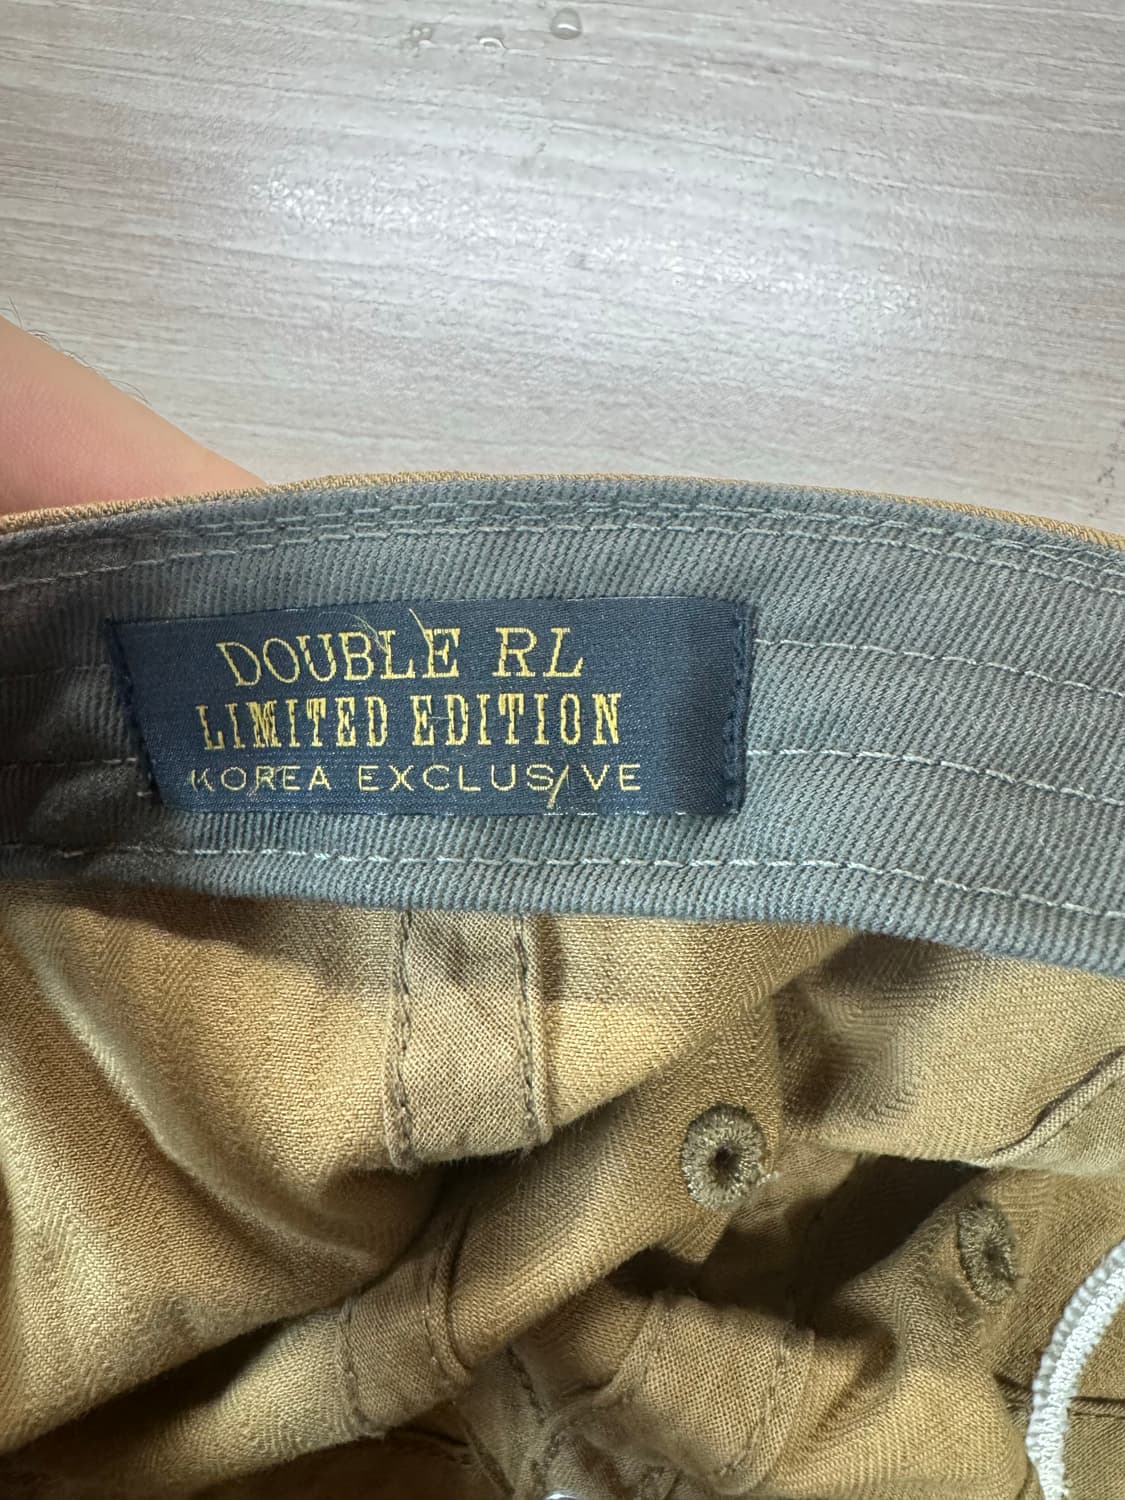 DOUBLE RL
LIMITED EDITION
KOREA EXCLUSIVE